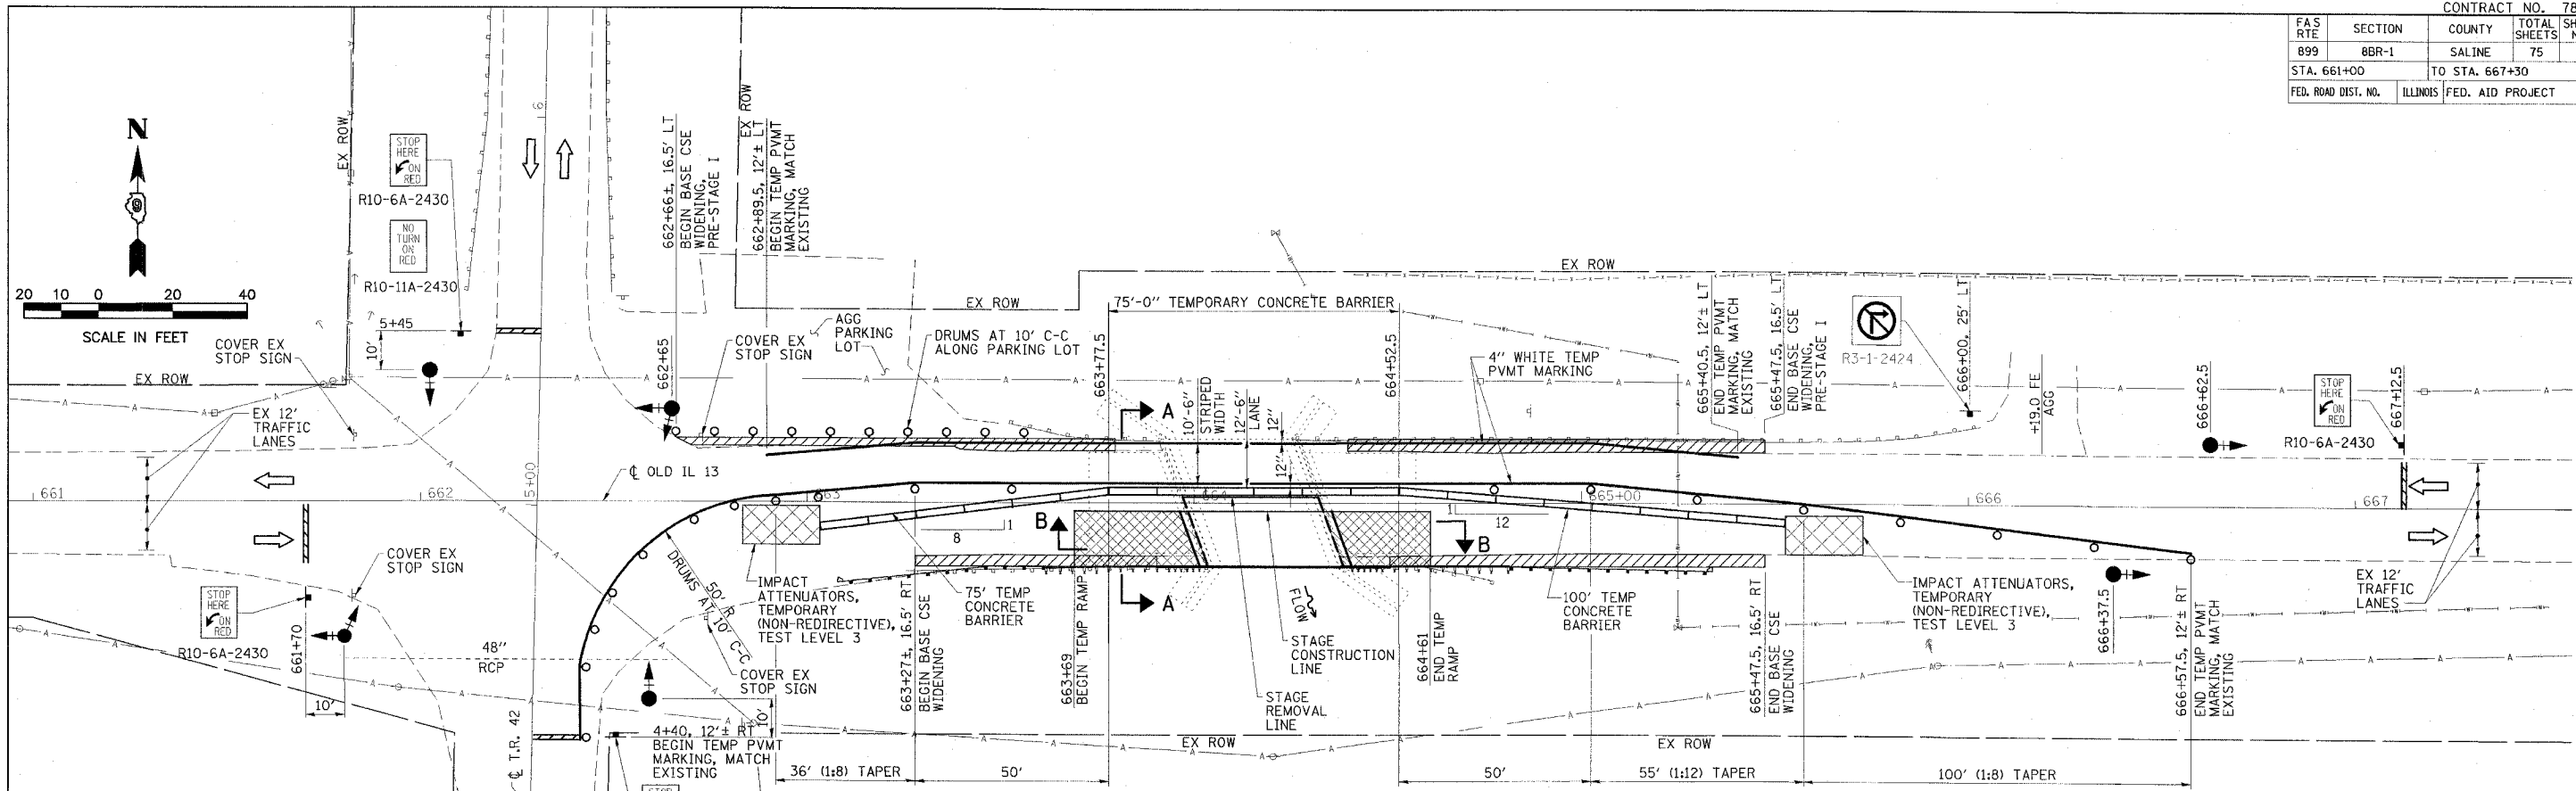 CONTRACT NO. 78
FAS RTE
SECTION
COUNTY
TOTAL SHEETS
899
8BR-1
SALINE
75
STA. 661+00
TO STA. 667+30
FED. ROAD DIST. NO.
ILLINOIS
FED. AID PROJECT
N
9
20 10 0 20 40
SCALE IN FEET
EX ROW
STOP
HERE
ON
RED
R10-6A-2430
NO
TURN
ON
RED
R10-11A-2430
5+45
10'
COVER EX
STOP SIGN
EX ROW
EX 12'
TRAFFIC
LANES
6
5+00
662+66±, 16.5' LT
BEGIN BASE CSE
WIDENING,
PRE-STAGE I
EX ROW
662+89.5, 12'± LT
BEGIN TEMP PVMT
MARKING, MATCH
EXISTING
662+65
COVER EX
STOP SIGN
AGG
PARKING
LOT
DRUMS AT 10' C-C
ALONG PARKING LOT
EX ROW
EX ROW
75'-0" TEMPORARY CONCRETE BARRIER
663+77.5
664+52.5
A
10'-6"
STRIPED
WIDTH
12'-6"
LANE
12"
12"
4" WHITE TEMP
PVMT MARKING
665+40.5, 12'± LT
END TEMP PVMT
MARKING, MATCH
EXISTING
665+47.5, 16.5' LT
END BASE CSE
WIDENING,
PRE-STAGE I
R3-1-2424
666+00, 25' LT
+19.0 FE
AGG
666+62.5
STOP
HERE
ON
RED
R10-6A-2430
667+12.5
℄ OLD IL 13
661
662
663
664
665+00
666
667
B
B
1
8
1
12
COVER EX
STOP SIGN
STOP
HERE
ON
RED
R10-6A-2430
661+70
10'
48"
RCP
50' R
DRUMS AT 10' C-C
COVER EX
STOP SIGN
IMPACT
ATTENUATORS,
TEMPORARY
(NON-REDIRECTIVE),
TEST LEVEL 3
663+27±, 16.5' RT
BEGIN BASE CSE
WIDENING
75' TEMP
CONCRETE
BARRIER
663+69
BEGIN TEMP RAMP
A
FLOW
STAGE
CONSTRUCTION
LINE
STAGE
REMOVAL
LINE
664+61
END TEMP
RAMP
100' TEMP
CONCRETE
BARRIER
665+47.5, 16.5' RT
END BASE CSE
WIDENING
IMPACT ATTENUATORS,
TEMPORARY
(NON-REDIRECTIVE),
TEST LEVEL 3
666+37.5
666+57.5, 12'± RT
END TEMP PVMT
MARKING, MATCH
EXISTING
EX 12'
TRAFFIC
LANES
℄ T.R. 42
4+40, 12'± RT
BEGIN TEMP PVMT
MARKING, MATCH
EXISTING
10'
EX ROW
EX ROW
36' (1:8) TAPER
50'
50'
55' (1:12) TAPER
100' (1:8) TAPER
STOP